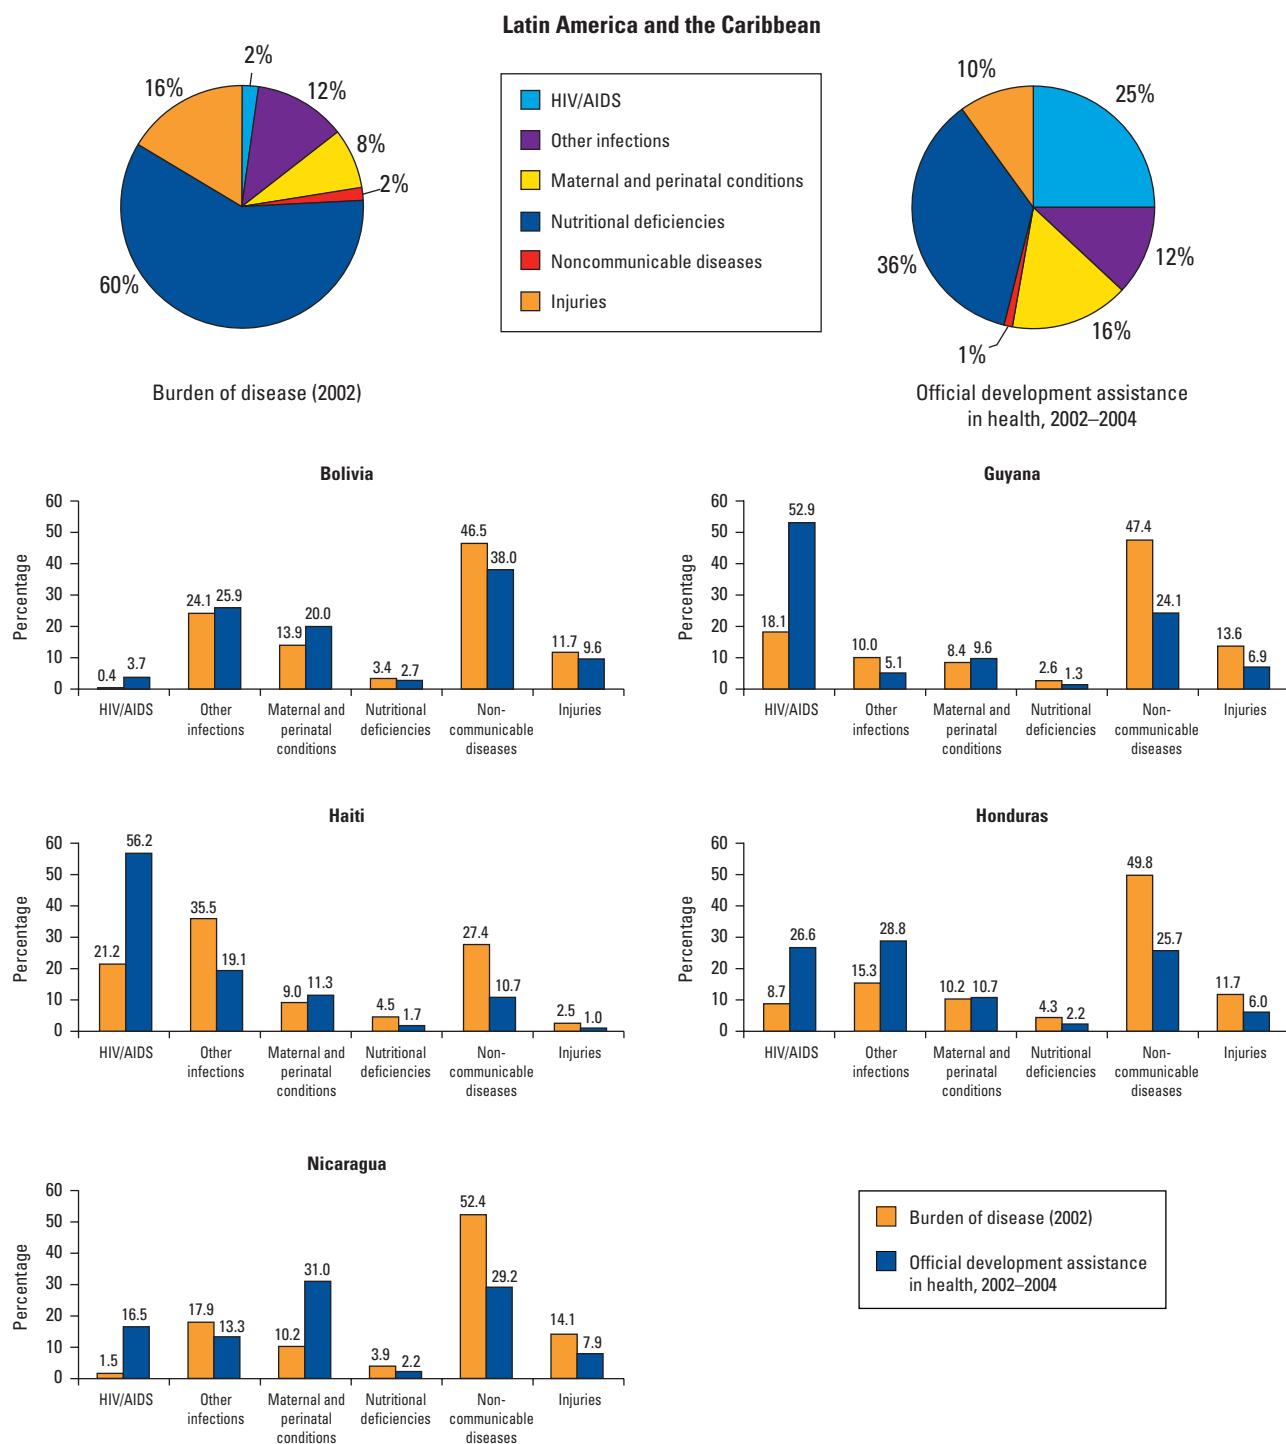 Latin America and the Caribbean
2%
16%
12%
8%
2%
60%
Burden of disease (2002)
HIV/AIDS
Other infections
Maternal and perinatal conditions
Nutritional deficiencies
Noncommunicable diseases
Injuries
10%
25%
36%
12%
16%
1%
Official development assistance
in health, 2002–2004
Bolivia
Percentage
60
50
40
30
20
10
0
0.4
3.7
24.1
25.9
13.9
20.0
3.4
2.7
46.5
38.0
11.7
9.6
HIV/AIDS
Other
infections
Maternal and
perinatal
conditions
Nutritional
deficiencies
Non-
communicable
diseases
Injuries
Guyana
Percentage
60
50
40
30
20
10
0
18.1
52.9
10.0
5.1
8.4
9.6
2.6
1.3
47.4
24.1
13.6
6.9
HIV/AIDS
Other
infections
Maternal and
perinatal
conditions
Nutritional
deficiencies
Non-
communicable
diseases
Injuries
Haiti
Percentage
60
50
40
30
20
10
0
21.2
56.2
35.5
19.1
9.0
11.3
4.5
1.7
27.4
10.7
2.5
1.0
HIV/AIDS
Other
infections
Maternal and
perinatal
conditions
Nutritional
deficiencies
Non-
communicable
diseases
Injuries
Honduras
Percentage
60
50
40
30
20
10
0
8.7
26.6
15.3
28.8
10.2
10.7
4.3
2.2
49.8
25.7
11.7
6.0
HIV/AIDS
Other
infections
Maternal and
perinatal
conditions
Nutritional
deficiencies
Non-
communicable
diseases
Injuries
Nicaragua
Percentage
60
50
40
30
20
10
0
1.5
16.5
17.9
13.3
10.2
31.0
3.9
2.2
52.4
29.2
14.1
7.9
HIV/AIDS
Other
infections
Maternal and
perinatal
conditions
Nutritional
deficiencies
Non-
communicable
diseases
Injuries
Burden of disease (2002)
Official development assistance
in health, 2002–2004